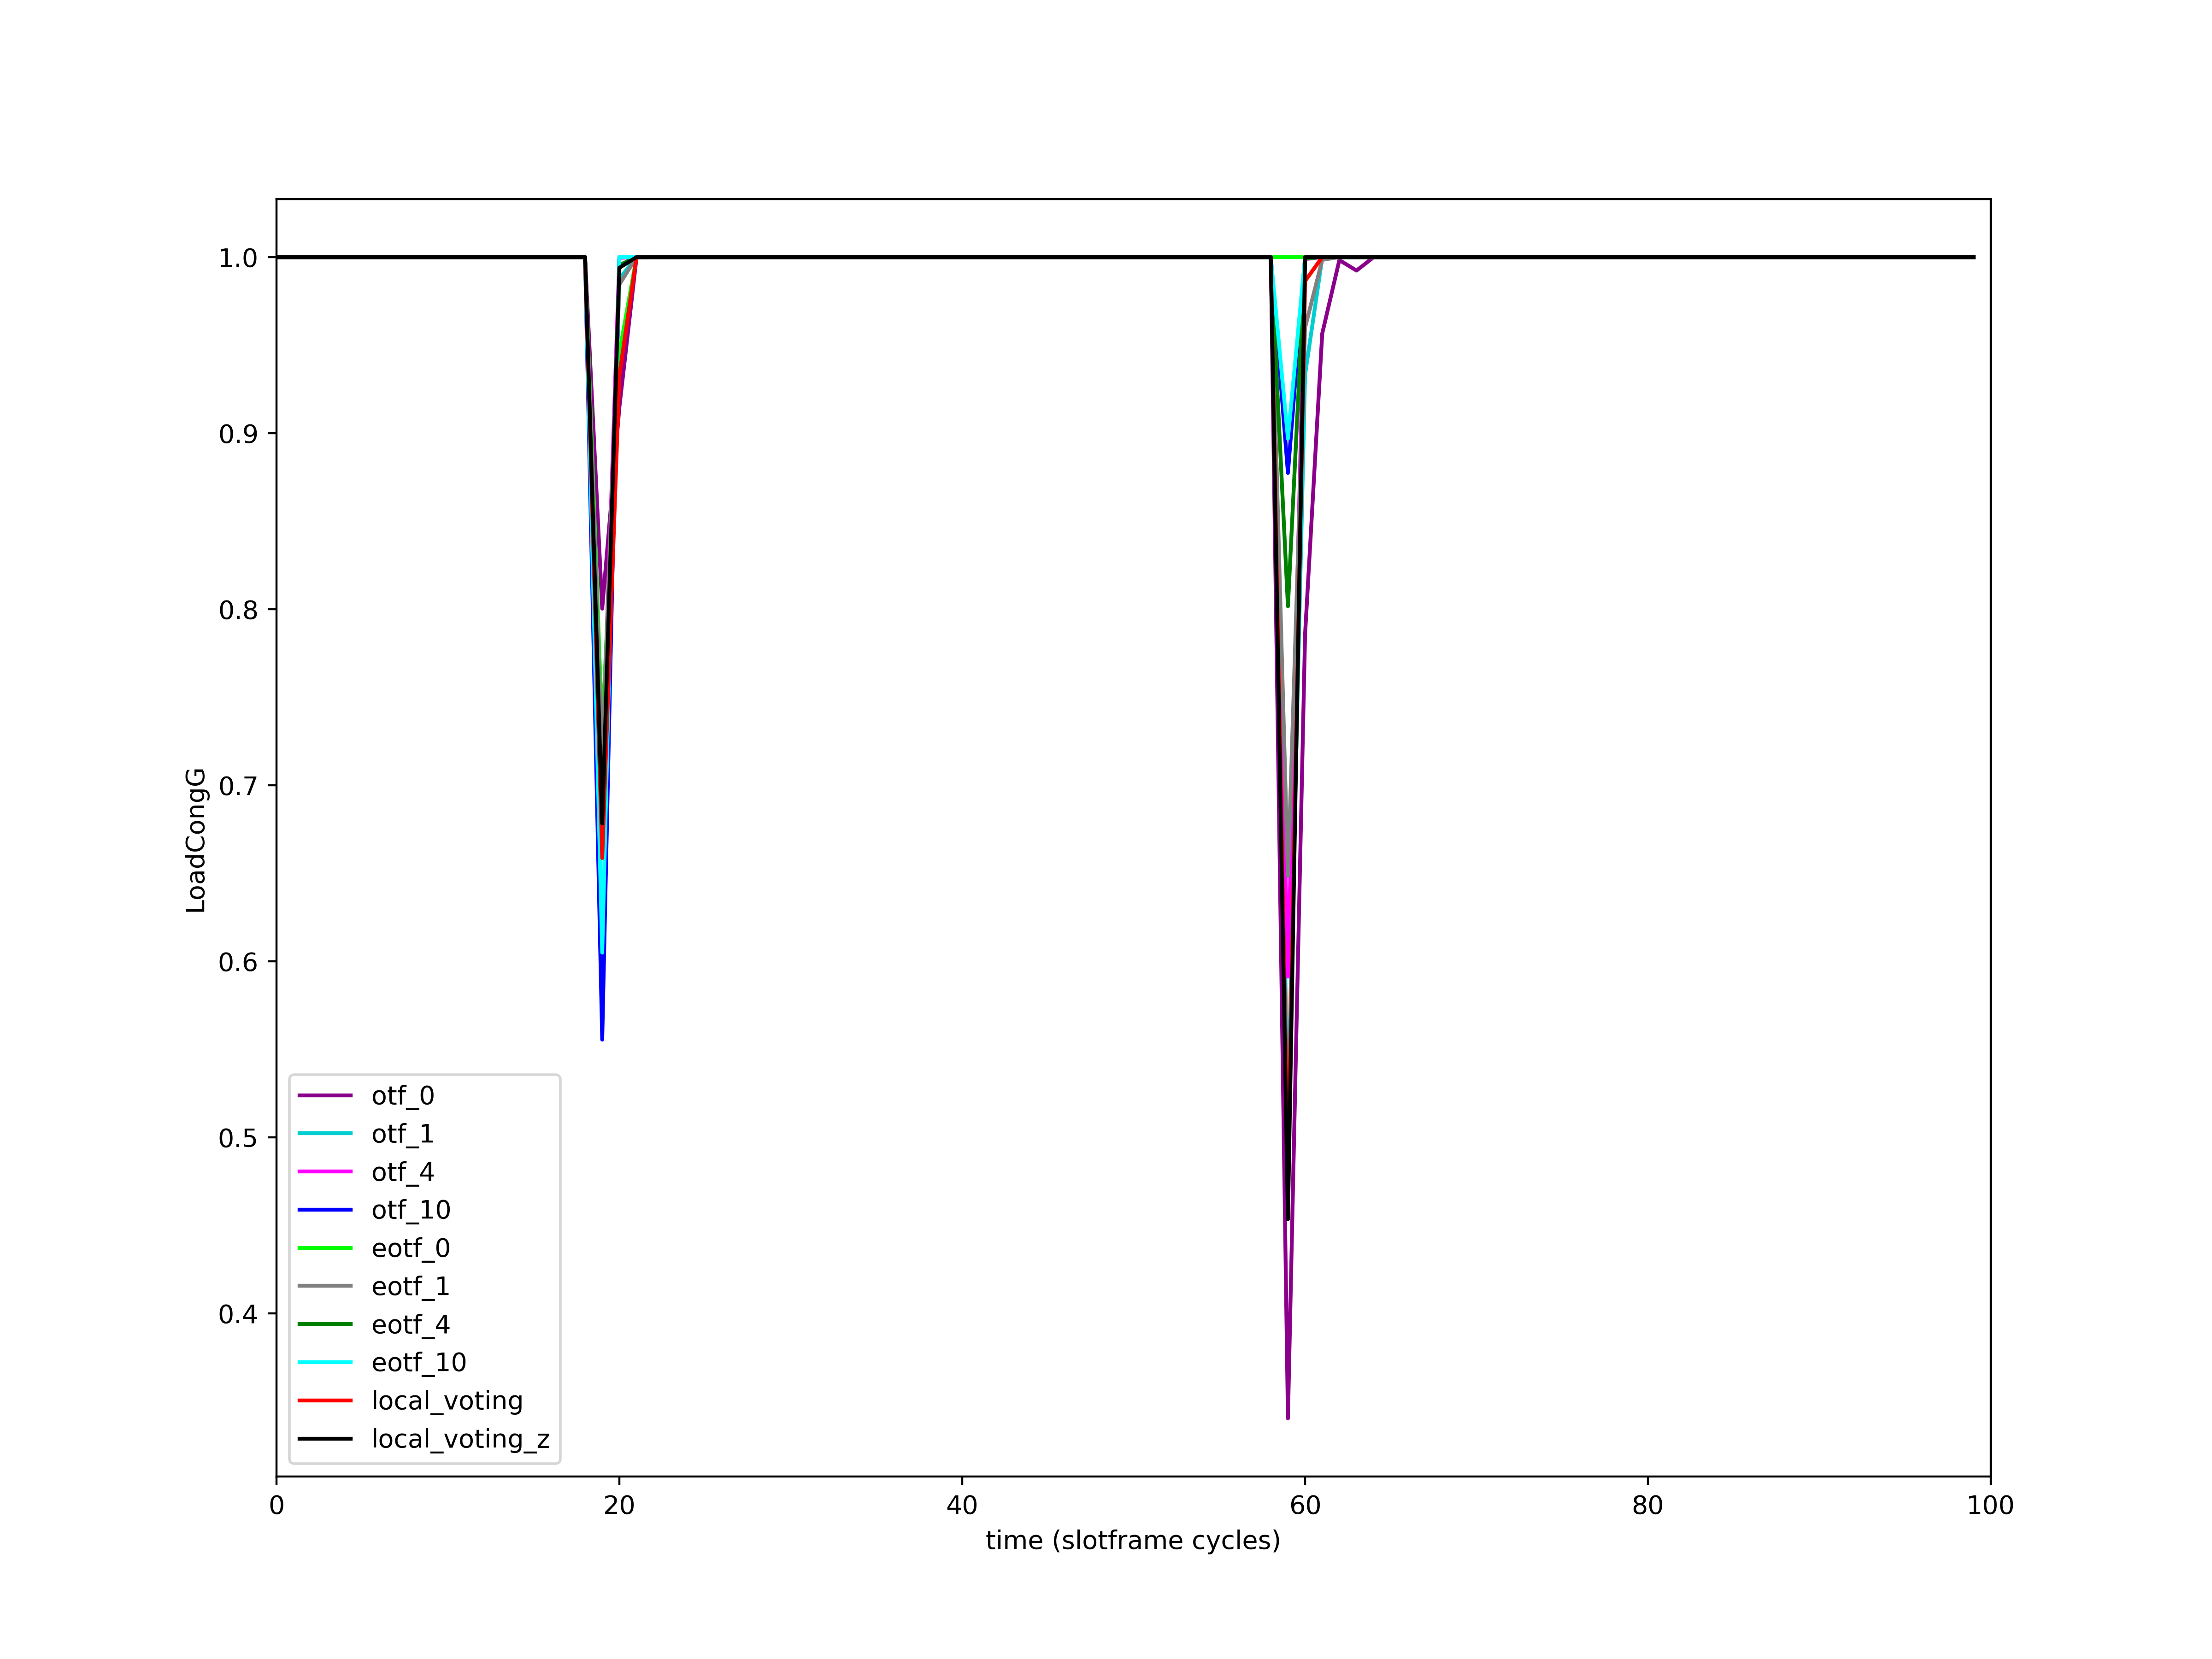 1.0
0.9
0.8
0.7
0.6
0.5
0.4
LoadCongG
otf_0
otf_1
otf_4
otf_10
eotf_0
eotf_1
eotf_4
eotf_10
local_voting
local_voting_z
0 20 40 60 80 100
time (slotframe cycles)